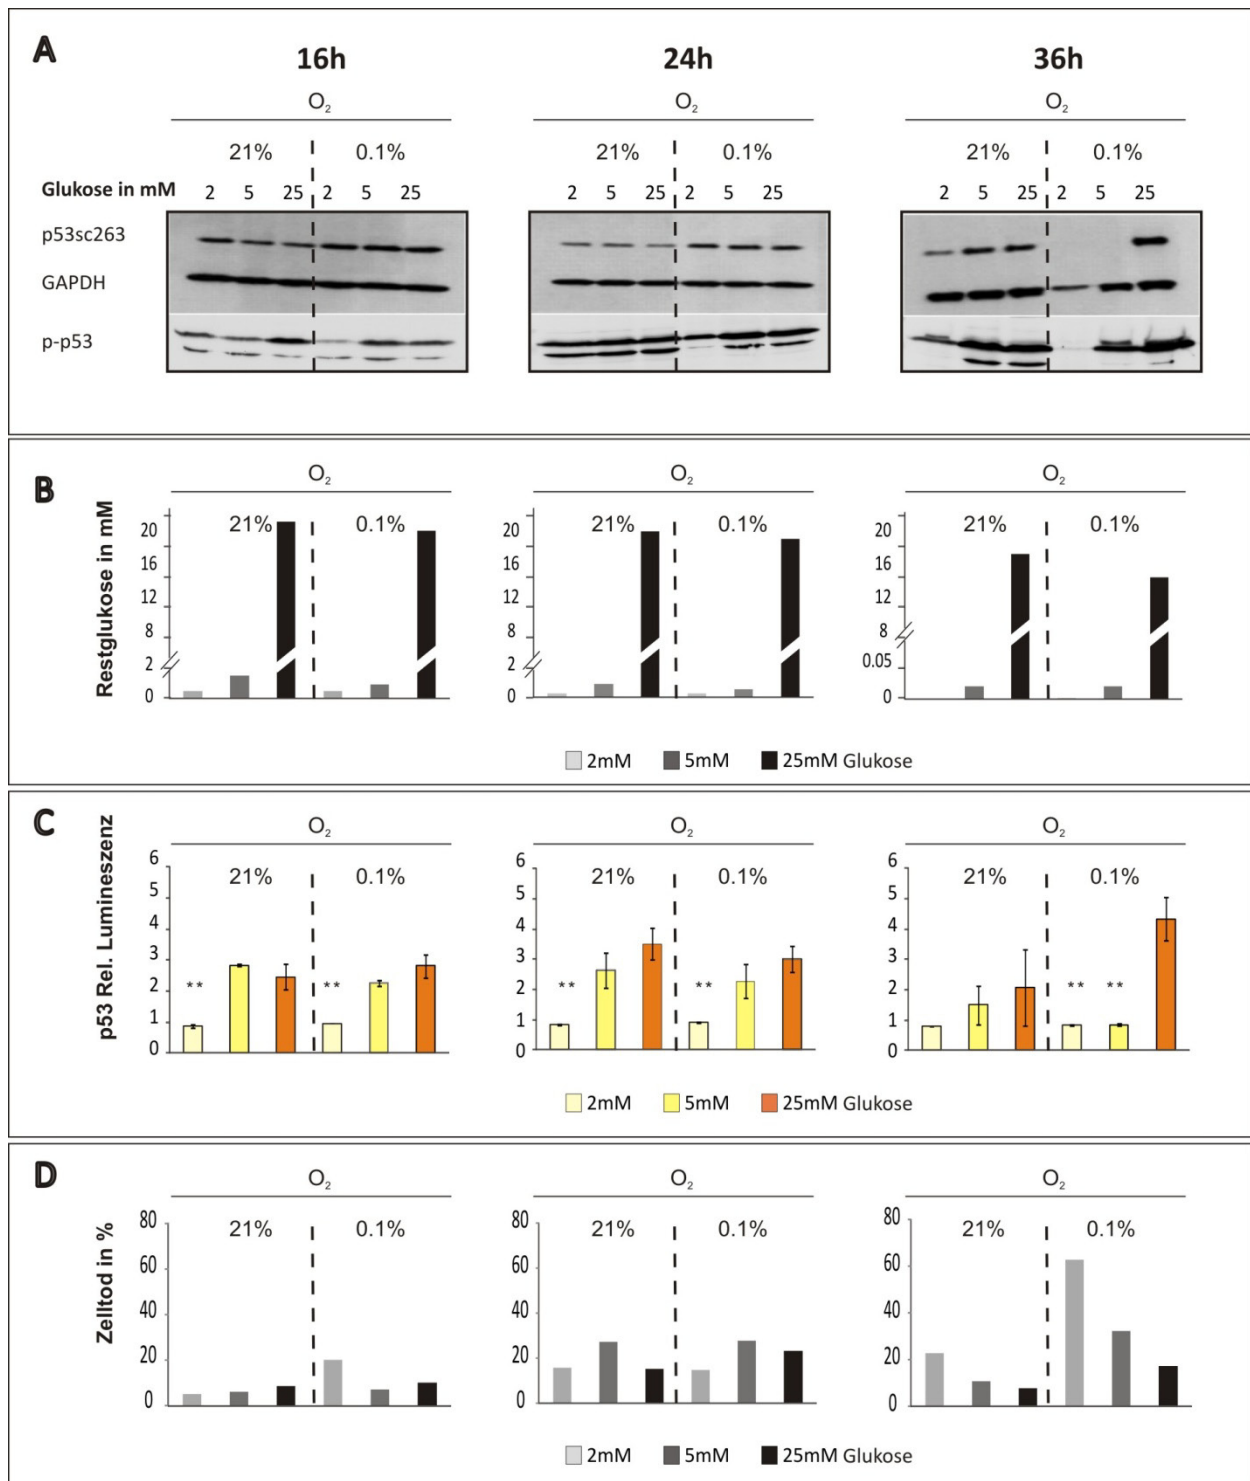 A
16h 24h 36h
O₂ O₂ O₂
21% 0.1% 21% 0.1% 21% 0.1%
Glukose in mM 2 5 25 2 5 25 2 5 25 2 5 25 2 5 25 2 5 25
p53sc263
GAPDH
p-p53
B
O₂ O₂ O₂
Restglukose in mM
21% 0.1% 21% 0.1% 21% 0.1%
20 20 20
16 16 16
12 12 12
8 8 8
2 2 0.05
0 0 0
2mM 5mM 25mM Glukose
C
O₂ O₂ O₂
p53 Rel. Lumineszenz
6 6 6
21% 0.1% 21% 0.1% 21% 0.1%
5 5 5
4 4 4
3 3 3
2 ** ** 2 ** ** 2 ** **
1 1 1
0 0 0
2mM 5mM 25mM Glukose
D
O₂ O₂ O₂
Zelltod in %
80 80 80
21% 0.1% 21% 0.1% 21% 0.1%
60 60 60
40 40 40
20 20 20
0 0 0
2mM 5mM 25mM Glukose